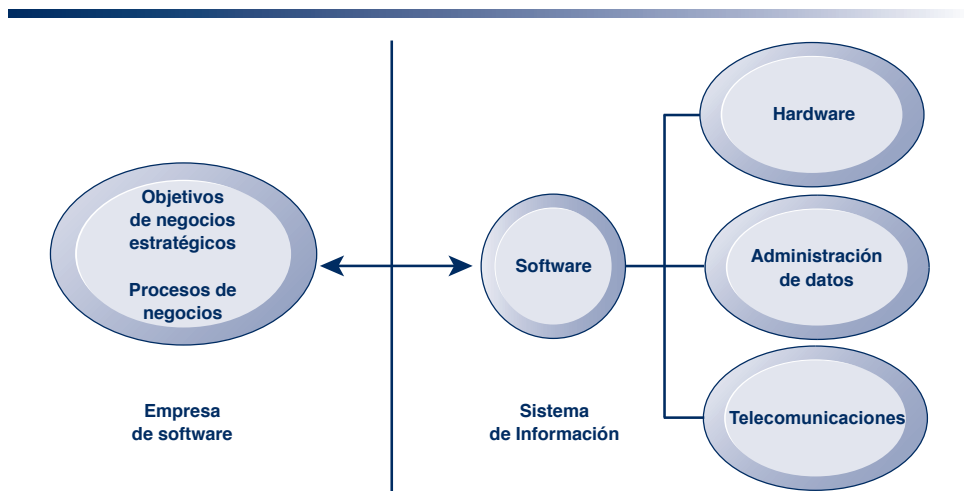 Objetivos
de negocios
estratégicos
Procesos de
negocios
Empresa
de software
Software
Sistema
de Información
Hardware
Administración
de datos
Telecomunicaciones